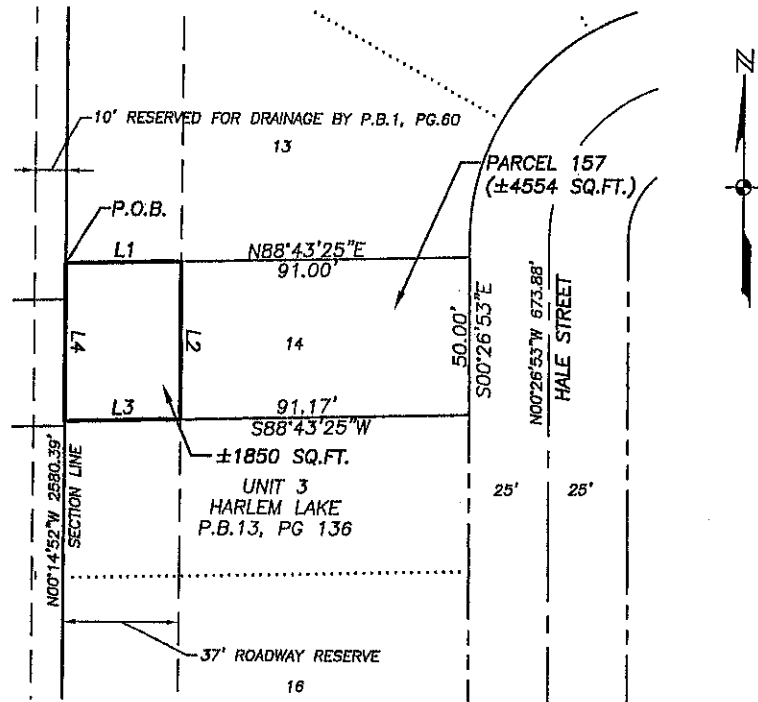 10' RESERVED FOR DRAINAGE BY P.B.1, PG.60
13
N
PARCEL 157
(±4554 SQ.FT.)
P.O.B.
L1
N88°43'25"E
91.00'
L4
L2
14
50.00'
S00°26'53"E
N00°26'53"W 673.88'
HALE STREET
L3
91.17'
S88°43'25"W
±1850 SQ.FT.
UNIT 3
HARLEM LAKE
P.B.13, PG 136
25'
25'
N00°14'52"W 2580.39'
SECTION LINE
37' ROADWAY RESERVE
16